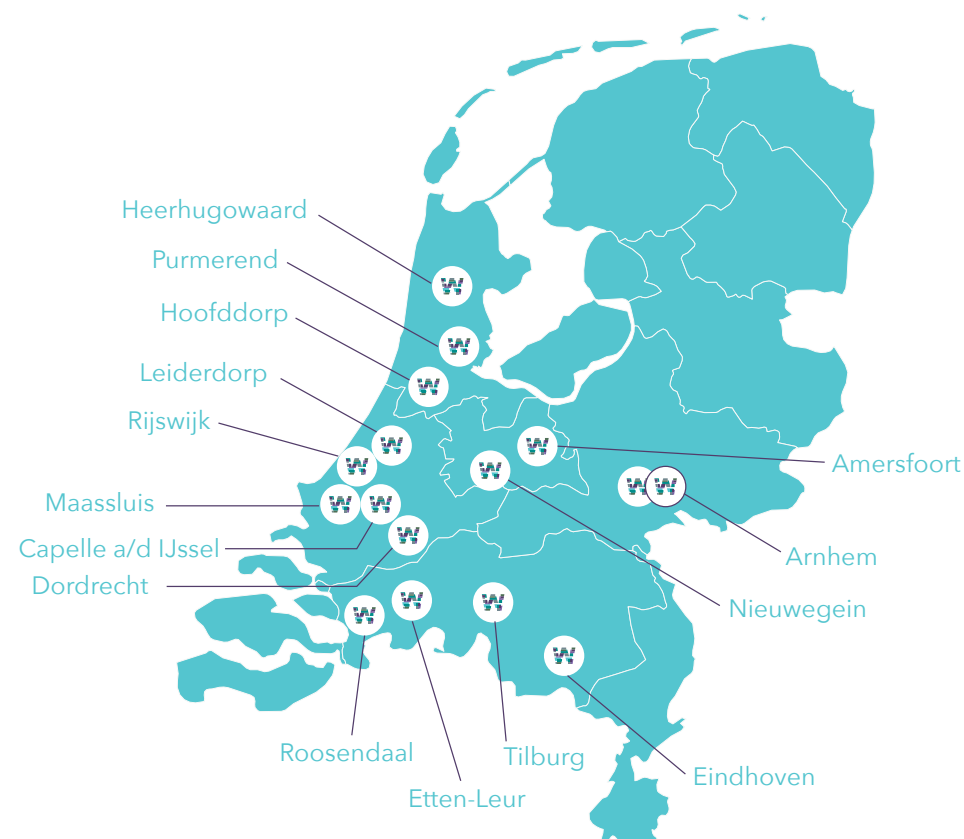 Heerhugowaard
Purmerend
Hoofddorp
Leiderdorp
Rijswijk
Maassluis
Capelle a/d IJssel
Dordrecht
Amersfoort
Arnhem
Nieuwegein
Roosendaal
Tilburg
Etten-Leur
Eindhoven